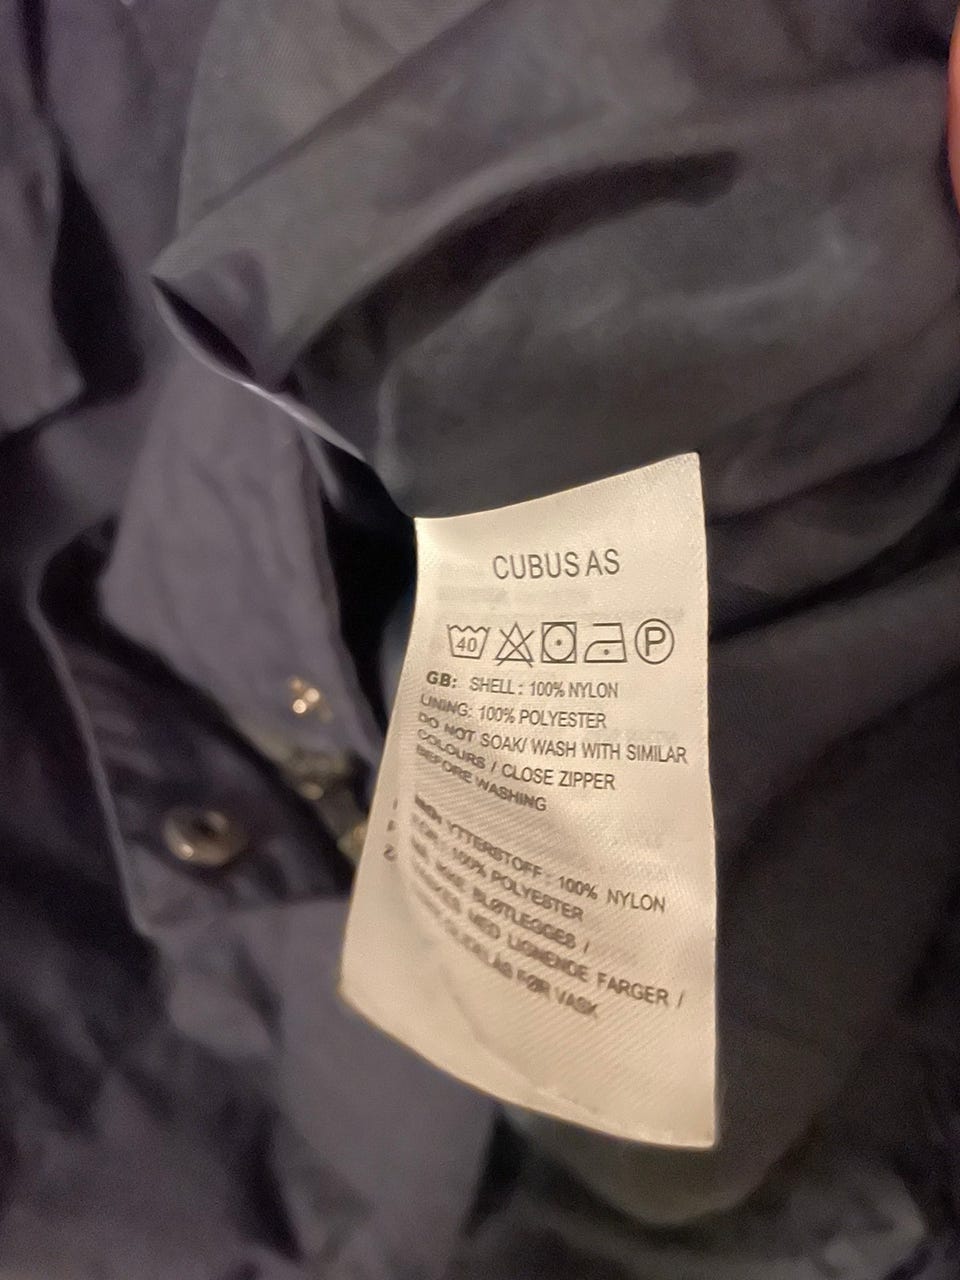 CUBUS AS
40 P
GB: SHELL: 100% NYLON
LINING: 100% POLYESTER
DO NOT SOAK/ WASH WITH SIMILAR
COLOURS / CLOSE ZIPPER
BEFORE WASHING
YTTERSTOFF: 100% NYLON
100% POLYESTER
IKKE BLØTLEGGES /
MED LIGNENDE FARGER /
FØR VASK